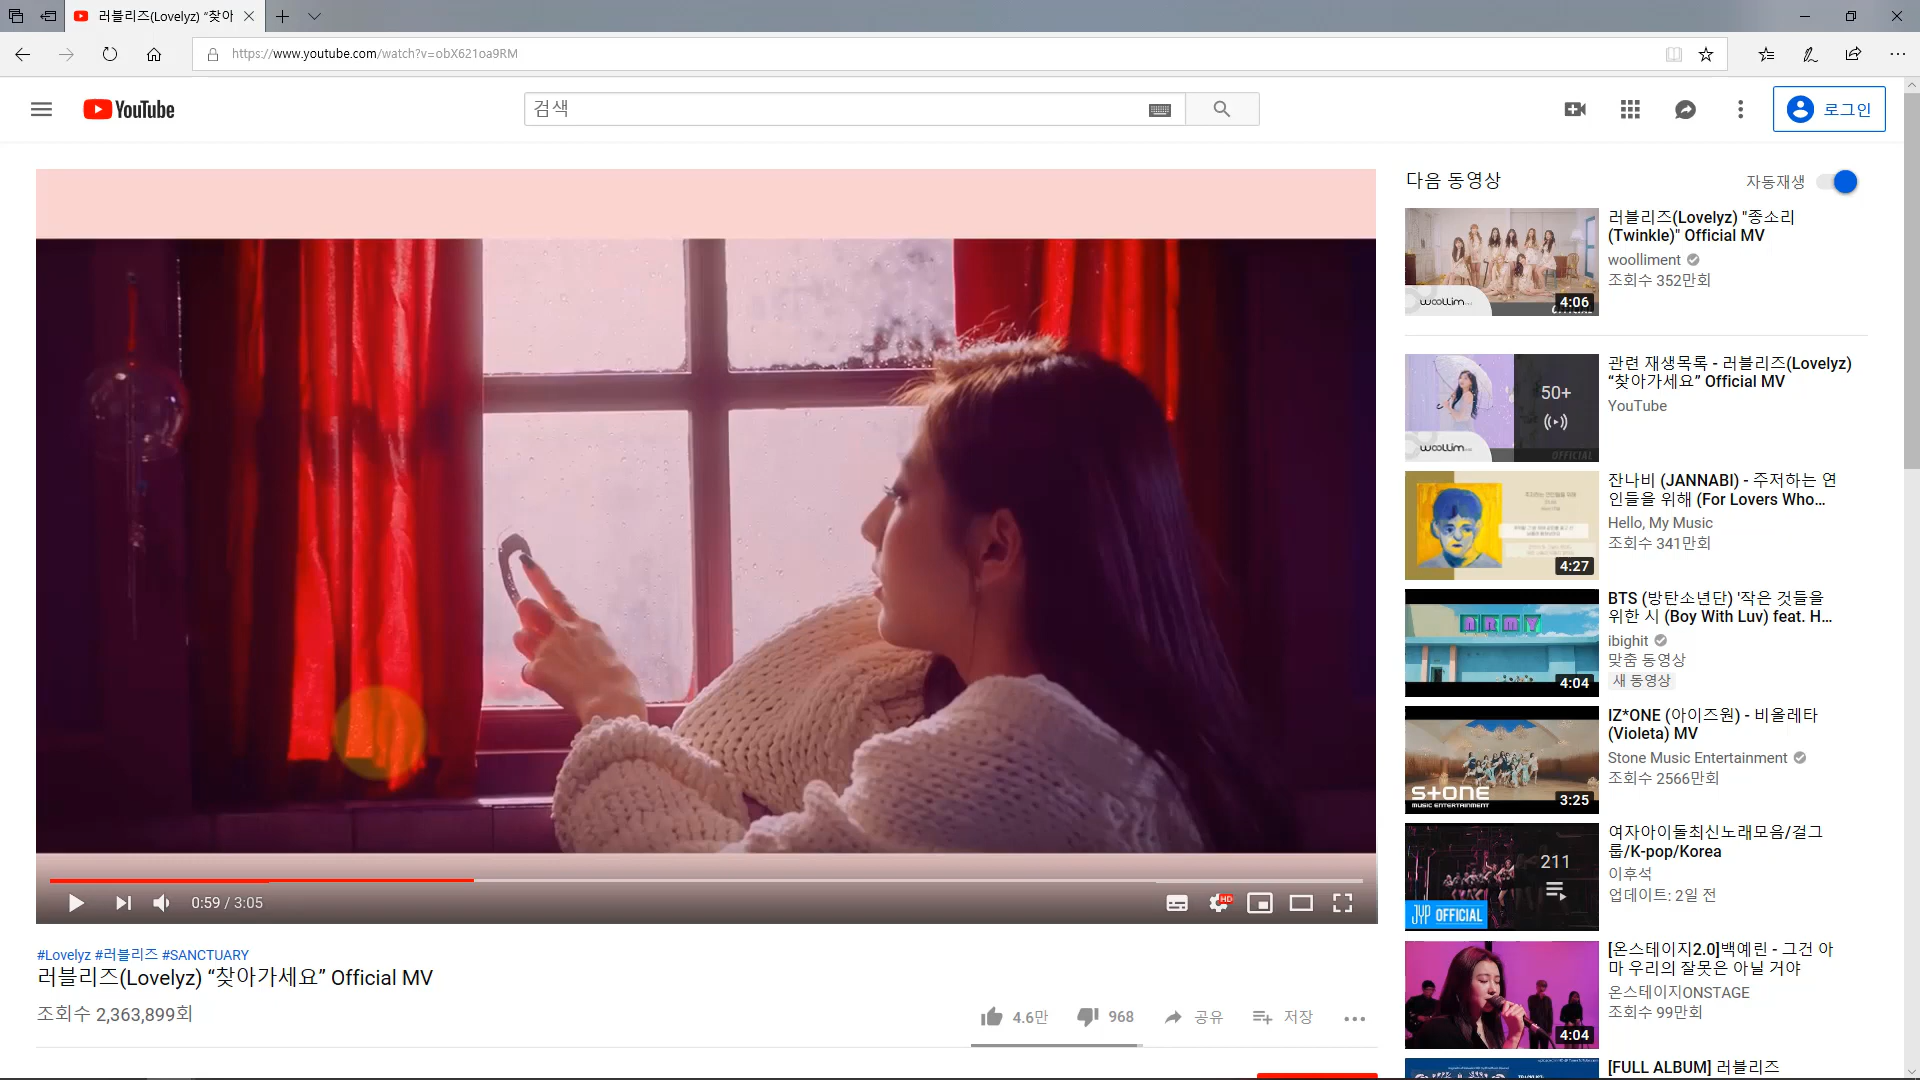 러블리즈(Lovelyz) “찾아
https://www.youtube.com/watch?v=obX621oa9RM
YouTube
검색
로그인
다음 동영상
자동재생
러블리즈(Lovelyz) "종소리
(Twinkle)" Official MV
woolliment
조회수 352만회
woollim
OFFICIAL
4:06
관련 재생목록 - 러블리즈(Lovelyz)
“찾아가세요” Official MV
YouTube
50+
woollim
OFFICIAL
잔나비 (JANNABI) - 주저하는 연
인들을 위해 (For Lovers Who...
Hello, My Music
조회수 341만회
4:27
BTS (방탄소년단) '작은 것들을
위한 시 (Boy With Luv) feat. H...
ibighit
맞춤 동영상
새 동영상
ARMY
4:04
IZ*ONE (아이즈원) - 비올레타
(Violeta) MV
Stone Music Entertainment
조회수 2566만회
STONE
MUSIC ENTERTAINMENT
3:25
여자아이돌최신노래모음/걸그
룹/K-pop/Korea
이후석
업데이트: 2일 전
211
JYP OFFICIAL
[온스테이지2.0]백예린 - 그건 아
마 우리의 잘못은 아닐 거야
온스테이지ONSTAGE
조회수 99만회
4:04
[FULL ALBUM] 러블리즈
0:59 / 3:05
HD
#Lovelyz #러블리즈 #SANCTUARY
러블리즈(Lovelyz) “찾아가세요” Official MV
조회수 2,363,899회
4.6만
968
공유
저장